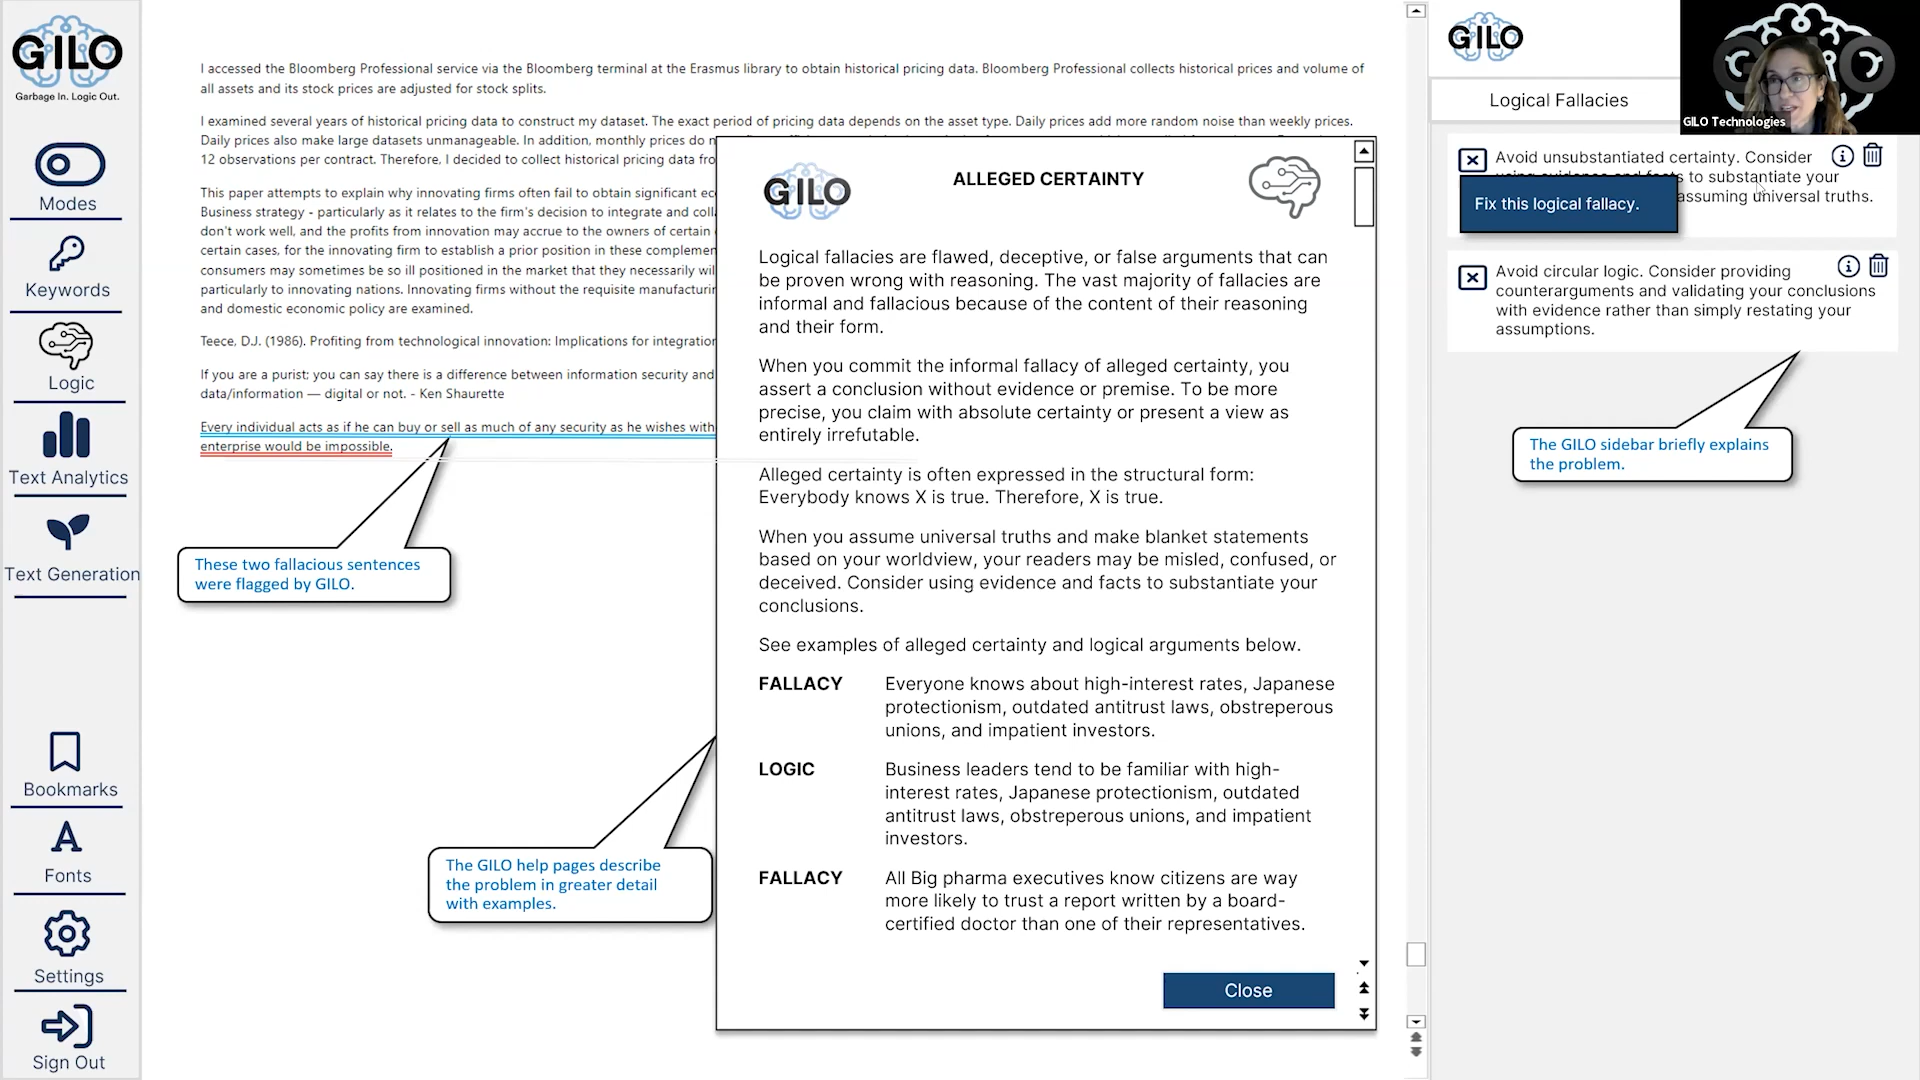 GILO
Garbage In. Logic Out.
Modes
Keywords
Logic
Text Analytics
Text Generation
Bookmarks
Fonts
Settings
Sign Out
I accessed the Bloomberg Professional service via the Bloomberg terminal at the Erasmus library to obtain historical pricing data. Bloomberg Professional collects historical prices and volume of
all assets and its stock prices are adjusted for stock splits.
I examined several years of historical pricing data to construct my dataset. The exact period of pricing data depends on the asset type. Daily prices add more random noise than weekly prices.
Daily prices also make large datasets unmanageable. In addition, monthly prices do n
12 observations per contract. Therefore, I decided to collect historical pricing data fro
This paper attempts to explain why innovating firms often fail to obtain significant ec
Business strategy - particularly as it relates to the firm's decision to integrate and coll
don't work well, and the profits from innovation may accrue to the owners of certain
certain cases, for the innovating firm to establish a prior position in these complemen
consumers may sometimes be so ill positioned in the market that they necessarily wil
particularly to innovating nations. Innovating firms without the requisite manufacturin
and domestic economic policy are examined.
Teece, D.J. (1986). Profiting from technological innovation: Implications for integration
If you are a purist; you can say there is a difference between information security and
data/information — digital or not. - Ken Shaurette
Every individual acts as if he can buy or sell as much of any security as he wishes with
enterprise would be impossible.
These two fallacious sentences
were flagged by GILO.
The GILO help pages describe
the problem in greater detail
with examples.
GILO
ALLEGED CERTAINTY
Logical fallacies are flawed, deceptive, or false arguments that can
be proven wrong with reasoning. The vast majority of fallacies are
informal and fallacious because of the content of their reasoning
and their form.
When you commit the informal fallacy of alleged certainty, you
assert a conclusion without evidence or premise. To be more
precise, you claim with absolute certainty or present a view as
entirely irrefutable.
Alleged certainty is often expressed in the structural form:
Everybody knows X is true. Therefore, X is true.
When you assume universal truths and make blanket statements
based on your worldview, your readers may be misled, confused, or
deceived. Consider using evidence and facts to substantiate your
conclusions.
See examples of alleged certainty and logical arguments below.
FALLACY Everyone knows about high-interest rates, Japanese
protectionism, outdated antitrust laws, obstreperous
unions, and impatient investors.
LOGIC Business leaders tend to be familiar with high-
interest rates, Japanese protectionism, outdated
antitrust laws, obstreperous unions, and impatient
investors.
FALLACY All Big pharma executives know citizens are way
more likely to trust a report written by a board-
certified doctor than one of their representatives.
Close
GILO
GILO Technologies
Logical Fallacies
Avoid unsubstantiated certainty. Consider
to substantiate your
assuming universal truths.
Fix this logical fallacy.
Avoid circular logic. Consider providing
counterarguments and validating your conclusions
with evidence rather than simply restating your
assumptions.
The GILO sidebar briefly explains
the problem.